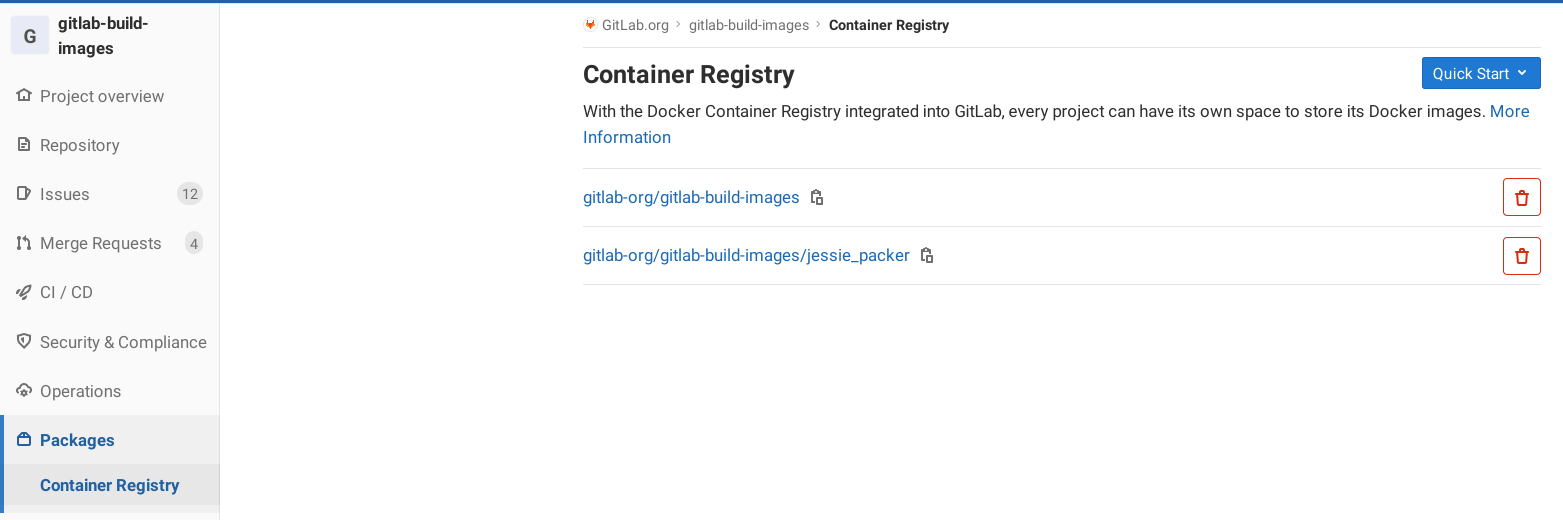 G
gitlab-build-
images
Project overview
Repository
Issues 12
Merge Requests 4
CI / CD
Security & Compliance
Operations
Packages
Container Registry
GitLab.org › gitlab-build-images › Container Registry
Container Registry
Quick Start
With the Docker Container Registry integrated into GitLab, every project can have its own space to store its Docker images. More
Information
gitlab-org/gitlab-build-images
gitlab-org/gitlab-build-images/jessie_packer